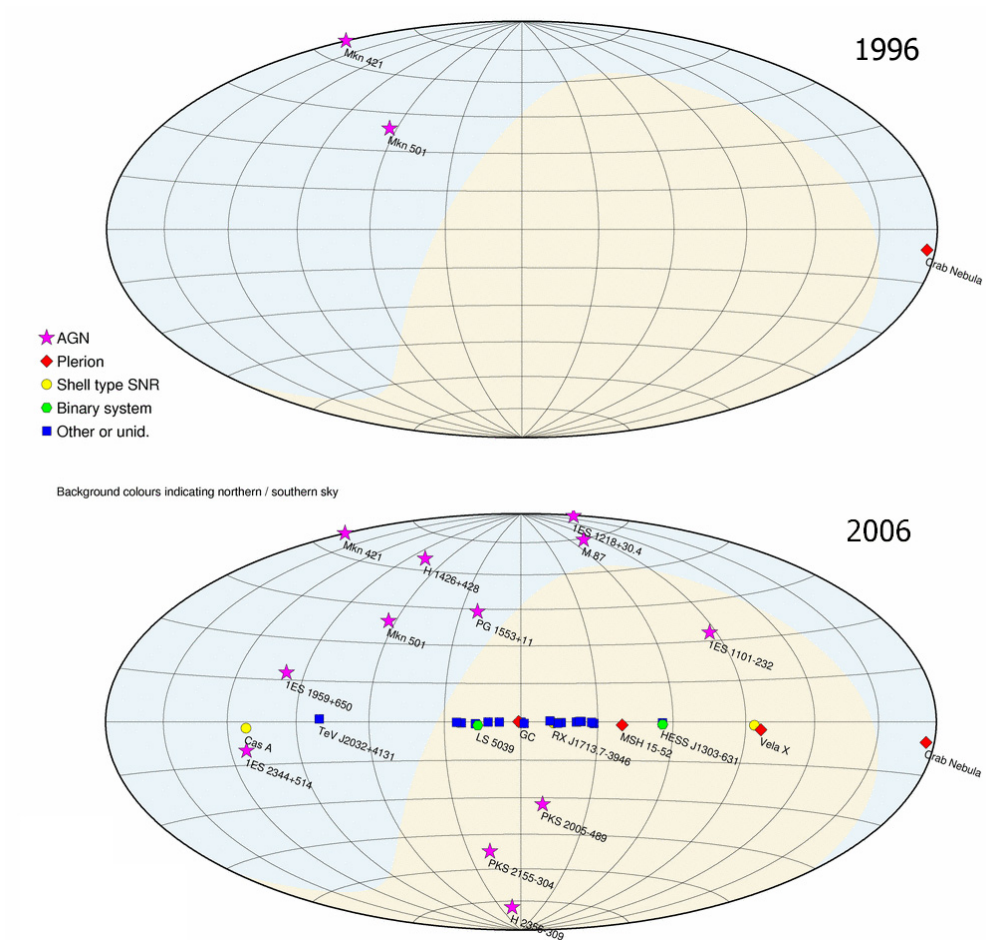 1996
Mkn 421
Mkn 501
Crab Nebula
AGN
Plerion
Shell type SNR
Binary system
Other or unid.
Background colours indicating northern / southern sky
2006
1ES 1218+30.4
Mkn 421
M 87
H 1426+428
PG 1553+11
Mkn 501
1ES 1101-232
1ES 1959+650
TeV J2032+4131
Cas A
LS 5039
GC
RX J1713.7-3946
MSH 15-52
HESS J1303-631
Vela X
Crab Nebula
1ES 2344+514
PKS 2005-489
PKS 2155-304
H 2356-309